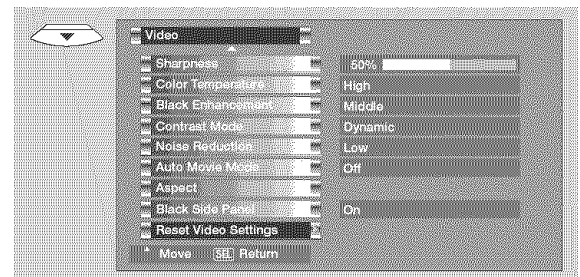 Video
Sharpness 50%
Color Temperature High
Black Enhancement Middle
Contrast Mode Dynamic
Noise Reduction Low
Auto Movie Mode Off
Aspect
Black Side Panel On
Reset Video Settings
Move SEL Return